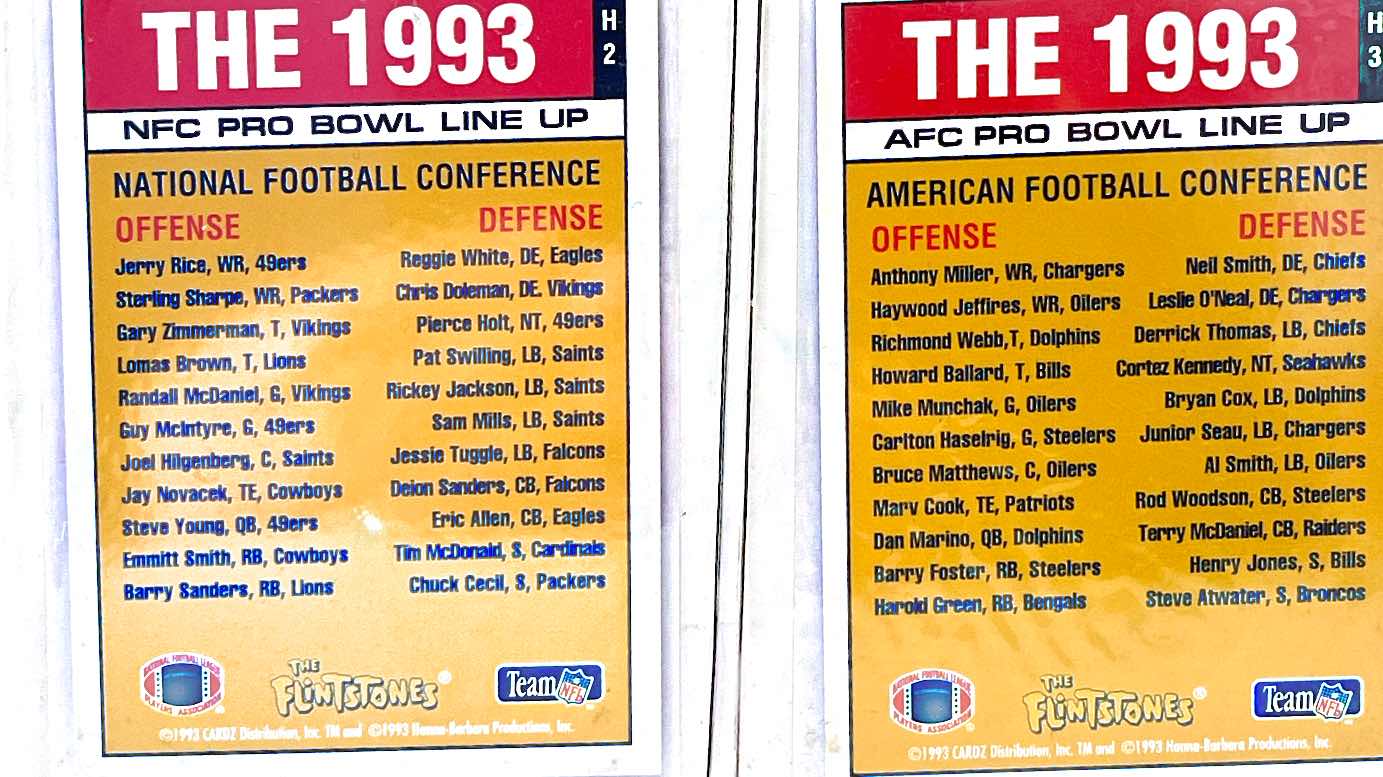 THE 1993
H
2
NFC PRO BOWL LINE UP
NATIONAL FOOTBALL CONFERENCE
OFFENSE DEFENSE
Jerry Rice, WR, 49ers Reggie White, DE, Eagles
Sterling Sharpe, WR, Packers Chris Doleman, DE. Vikings
Gary Zimmerman, T, Vikings Pierce Holt, NT, 49ers
Lomas Brown, T, Lions Pat Swilling, LB, Saints
Randall McDaniel, G, Vikings Rickey Jackson, LB, Saints
Guy McIntyre, G, 49ers Sam Mills, LB, Saints
Joel Hilgenberg, C, Saints Jessie Tuggle, LB, Falcons
Jay Novacek, TE, Cowboys Deion Sanders, CB, Falcons
Steve Young, QB, 49ers Eric Allen, CB, Eagles
Emmitt Smith, RB, Cowboys Tim McDonald, S, Cardinals
Barry Sanders, RB, Lions Chuck Cecil, S, Packers
NATIONAL FOOTBALL LEAGUE
PLAYERS ASSOCIATION
THE
FLINTSTONES®
Team NFL
©1993 CARDZ Distribution, Inc. TM and ©1993 Hanna-Barbera Productions, Inc.
THE 1993
H
3
AFC PRO BOWL LINE UP
AMERICAN FOOTBALL CONFERENCE
OFFENSE DEFENSE
Anthony Miller, WR, Chargers Neil Smith, DE, Chiefs
Haywood Jeffires, WR, Oilers Leslie O'Neal, DE, Chargers
Richmond Webb,T, Dolphins Derrick Thomas, LB, Chiefs
Howard Ballard, T, Bills Cortez Kennedy, NT, Seahawks
Mike Munchak, G, Oilers Bryan Cox, LB, Dolphins
Carlton Haselrig, G, Steelers Junior Seau, LB, Chargers
Bruce Matthews, C, Oilers Al Smith, LB, Oilers
Marv Cook, TE, Patriots Rod Woodson, CB, Steelers
Dan Marino, QB, Dolphins Terry McDaniel, CB, Raiders
Barry Foster, RB, Steelers Henry Jones, S, Bills
Harold Green, RB, Bengals Steve Atwater, S, Broncos
NATIONAL FOOTBALL LEAGUE
PLAYERS ASSOCIATION
THE
FLINTSTONES®
Team NFL
©1993 CARDZ Distribution, Inc. TM and ©1993 Hanna-Barbera Productions, Inc.